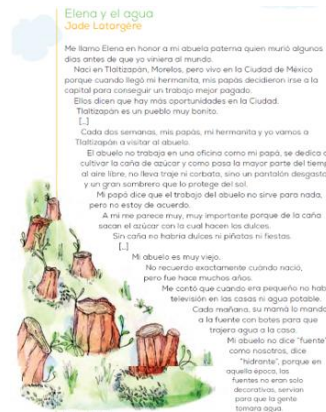 Elena y el agua
Jade Latargére
Me llamo Elena en honor a mi abuela paterna quien murió algunos
días antes de que yo viniera al mundo.
Nací en Tlaltizapán, Morelos, pero vivo en la Ciudad de México
porque cuando llegó mi hermanita, mis papás decidieron irse a la
capital para conseguir un trabajo mejor pagado.
Ellos dicen que hay más oportunidades en la Ciudad.
Tlaltizapán es un pueblo muy bonito.
[...]
Cada dos semanas, mis papás, mi hermanita y yo vamos a
Tlaltizapán a visitar al abuelo.
El abuelo no trabaja en una oficina como mi papá, se dedica a
cultivar la caña de azúcar y como pasa la mayor parte del tiemp
al aire libre, no lleva traje ni corbata, sino un pantalón desgasta
y un gran sombrero que lo protege del sol.
Mi papá dice que el trabajo del abuelo no sirve para nada,
pero no estoy de acuerdo.
A mí me parece muy, muy importante porque de la caña
sacan el azúcar con la cual hacen los dulces.
Sin caña no habría dulces ni piñatas ni fiestas.
[...]
Mi abuelo es muy viejo.
No recuerdo exactamente cuándo nació,
pero fue hace muchos años.
Me contó que cuando era pequeño no hab
televisión en las casas ni agua potable.
Cada mañana, su mamá lo manda
a la fuente con botes para que
trajera agua a la casa.
Mi abuelo no dice "fuente"
como nosotros, dice
"hidrante", porque en
aquella época, las
fuentes no eran solo
decorativas, servían
para que la gente
tomara agua.